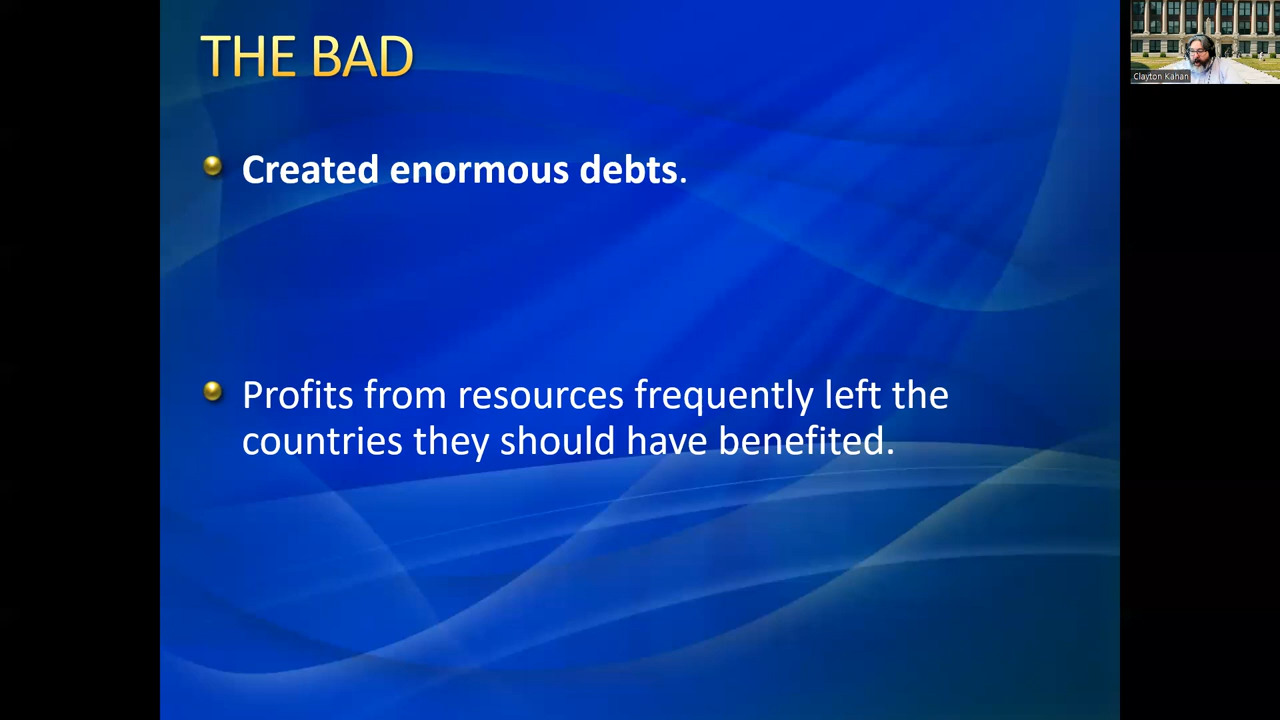 THE BAD
Clayton Kahan
Created enormous debts.
Profits from resources frequently left the
countries they should have benefited.